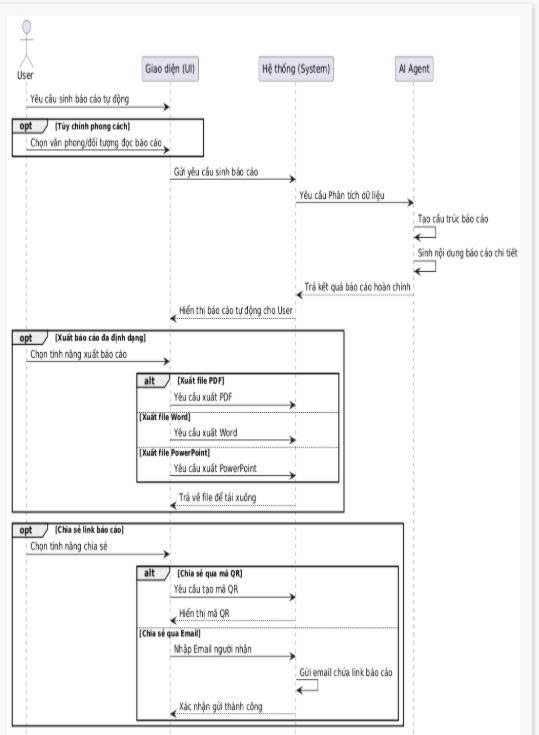 User
Giao diện (UI)
Hệ thống (System)
AI Agent
Yêu cầu sinh báo cáo tự động
opt [Tùy chỉnh phong cách]
Chọn văn phong/đối tượng đọc báo cáo
Gửi yêu cầu sinh báo cáo
Yêu cầu Phân tích dữ liệu
Tạo cấu trúc báo cáo
Sinh nội dung báo cáo chi tiết
Trả kết quả báo cáo hoàn chỉnh
Hiển thị báo cáo tự động cho User
opt [Xuất báo cáo đa định dạng]
Chọn tính năng xuất báo cáo
alt [Xuất file PDF]
Yêu cầu xuất PDF
[Xuất file Word]
Yêu cầu xuất Word
[Xuất file PowerPoint]
Yêu cầu xuất PowerPoint
Trả về file để tải xuống
opt [Chia sẻ link báo cáo]
Chọn tính năng chia sẻ
alt [Chia sẻ qua mã QR]
Yêu cầu tạo mã QR
Hiển thị mã QR
[Chia sẻ qua Email]
Nhập Email người nhận
Gửi email chứa link báo cáo
Xác nhận gửi thành công